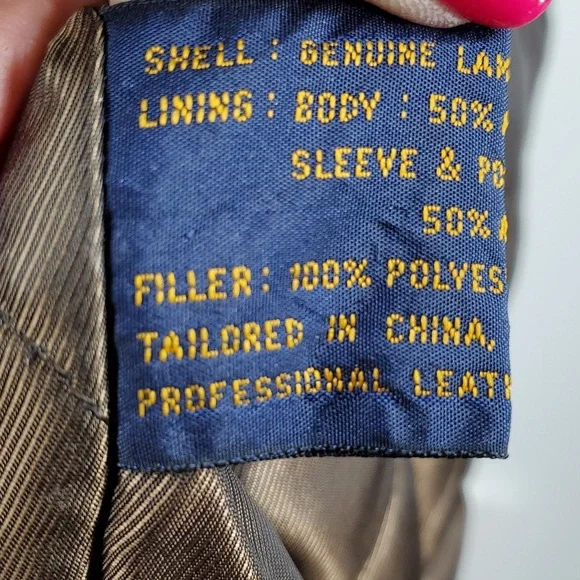 SHELL : GENUINE LAM
LINING : BODY : 50%
SLEEVE & PO
50%
FILLER : 100% POLYES
TAILORED IN CHINA,
PROFESSIONAL LEATH